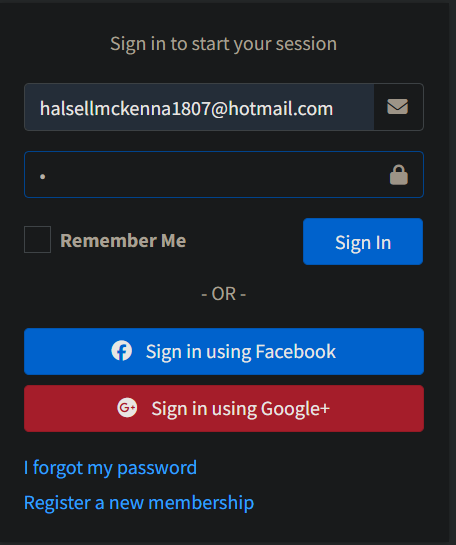 Sign in to start your session
halsellmckenna1807@hotmail.com
•
Remember Me
Sign In
- OR -
Sign in using Facebook
Sign in using Google+
I forgot my password
Register a new membership